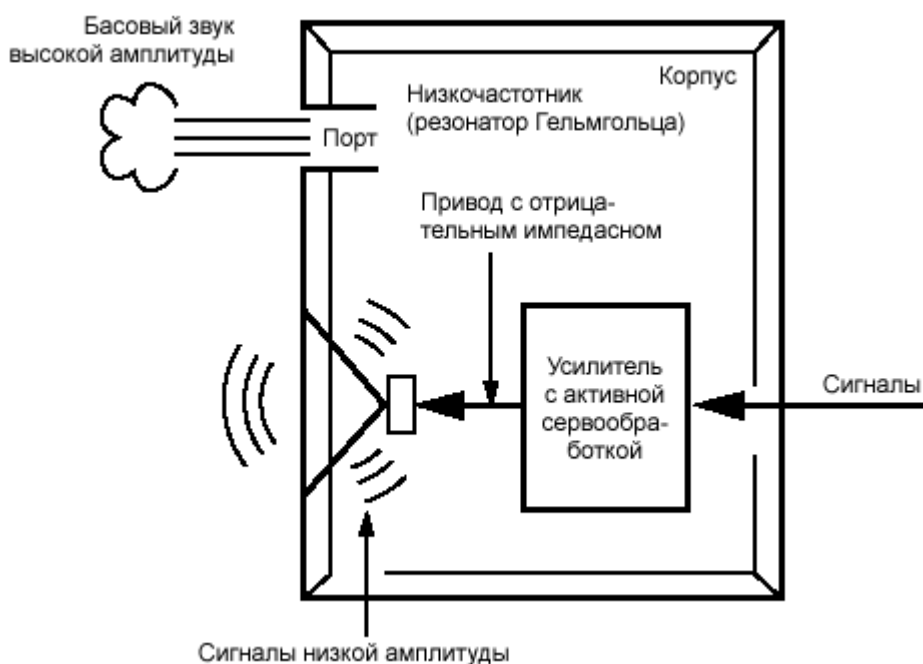 Басовый звук
высокой амплитуды
Корпус
Низкочастотник
(резонатор Гельмгольца)
Порт
Привод с отрица-
тельным импедасном
Усилитель
с активной
сервообра-
боткой
Сигналы
Сигналы низкой амплитуды